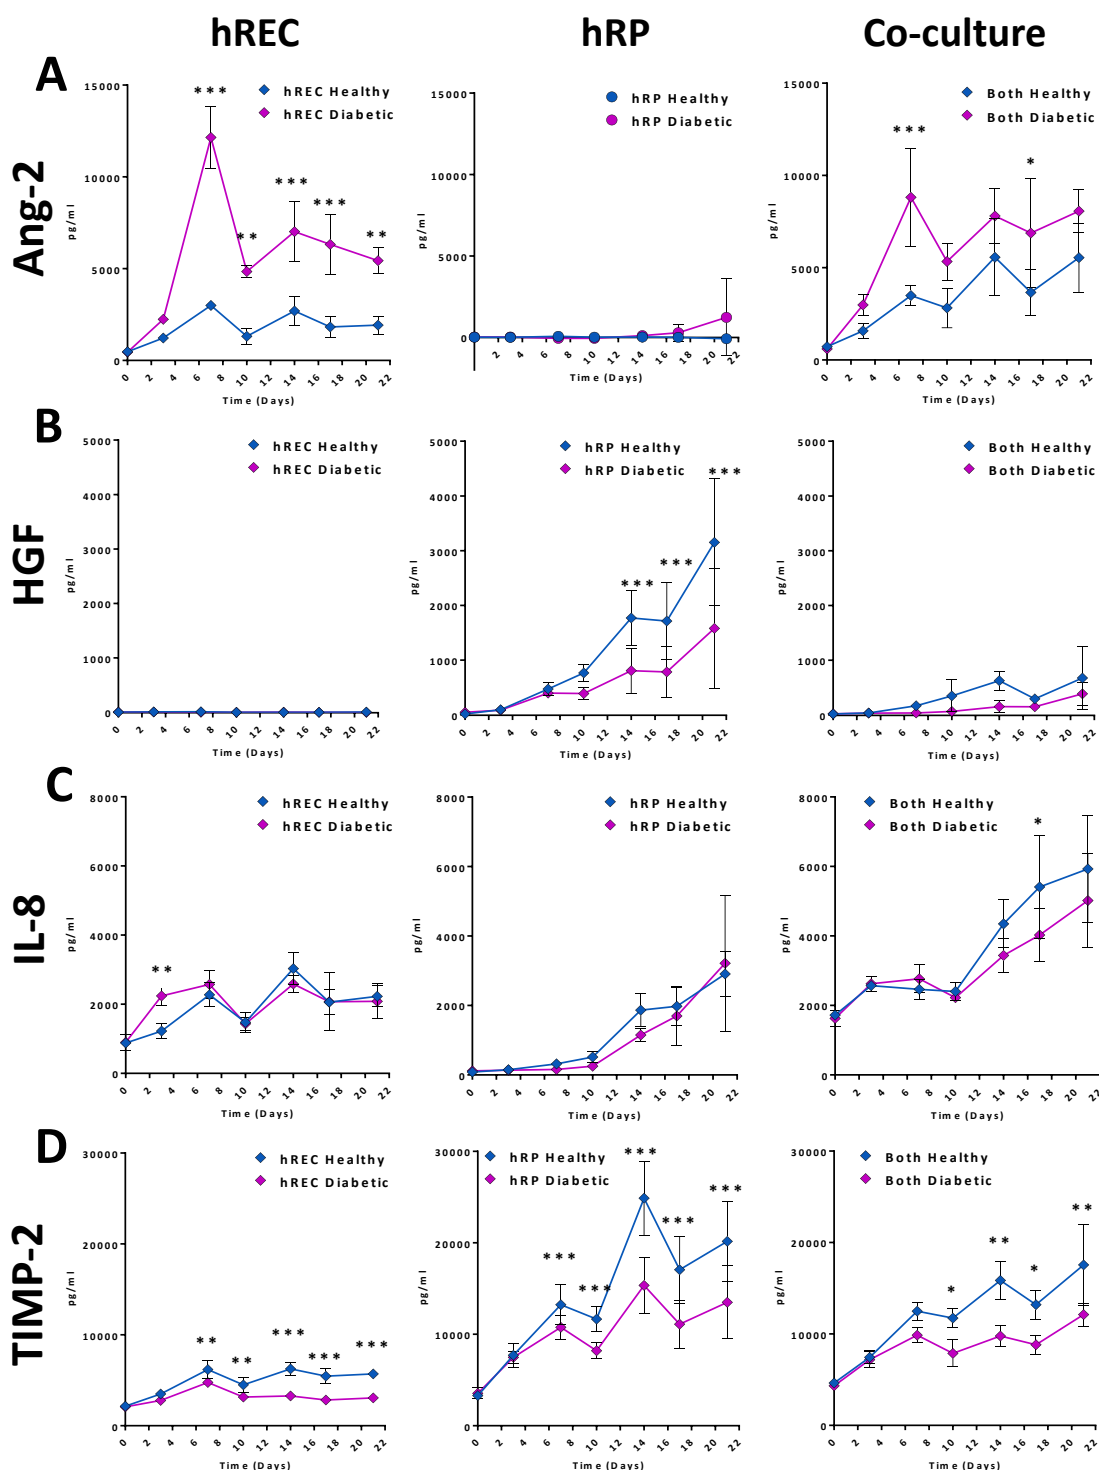 hREC hRP Co-culture
A
Ang-2
15000
10000
5000
0
pg/ml
0 2 4 6 8 10 12 14 16 18 20 22
Time (Days)
hREC Healthy
hREC Diabetic
***
**
***
***
**
15000
10000
5000
0
pg/ml
0 2 4 6 8 10 12 14 16 18 20 22
Time (Days)
hRP Healthy
hRP Diabetic
15000
10000
5000
0
pg/ml
0 2 4 6 8 10 12 14 16 18 20 22
Time (Days)
Both Healthy
Both Diabetic
***
*
B
HGF
5000
4000
3000
2000
1000
0
pg/ml
0 2 4 6 8 10 12 14 16 18 20 22
Time (Days)
hREC Healthy
hREC Diabetic
5000
4000
3000
2000
1000
0
pg/ml
0 2 4 6 8 10 12 14 16 18 20 22
Time (Days)
hRP Healthy
hRP Diabetic
***
***
***
5000
4000
3000
2000
1000
0
pg/ml
0 2 4 6 8 10 12 14 16 18 20 22
Time (Days)
Both Healthy
Both Diabetic
C
IL-8
8000
6000
4000
2000
0
pg/ml
0 2 4 6 8 10 12 14 16 18 20 22
Time (Days)
hREC Healthy
hREC Diabetic
**
8000
6000
4000
2000
0
pg/ml
0 2 4 6 8 10 12 14 16 18 20 22
Time (Days)
hRP Healthy
hRP Diabetic
8000
6000
4000
2000
0
pg/ml
0 2 4 6 8 10 12 14 16 18 20 22
Time (Days)
Both Healthy
Both Diabetic
*
D
TIMP-2
30000
20000
10000
0
pg/ml
0 2 4 6 8 10 12 14 16 18 20 22
Time (Days)
hREC Healthy
hREC Diabetic
**
**
***
***
***
30000
20000
10000
0
pg/ml
0 2 4 6 8 10 12 14 16 18 20 22
Time (Days)
hRP Healthy
hRP Diabetic
***
***
***
***
***
30000
20000
10000
0
pg/ml
0 2 4 6 8 10 12 14 16 18 20 22
Time (Days)
Both Healthy
Both Diabetic
*
**
*
**